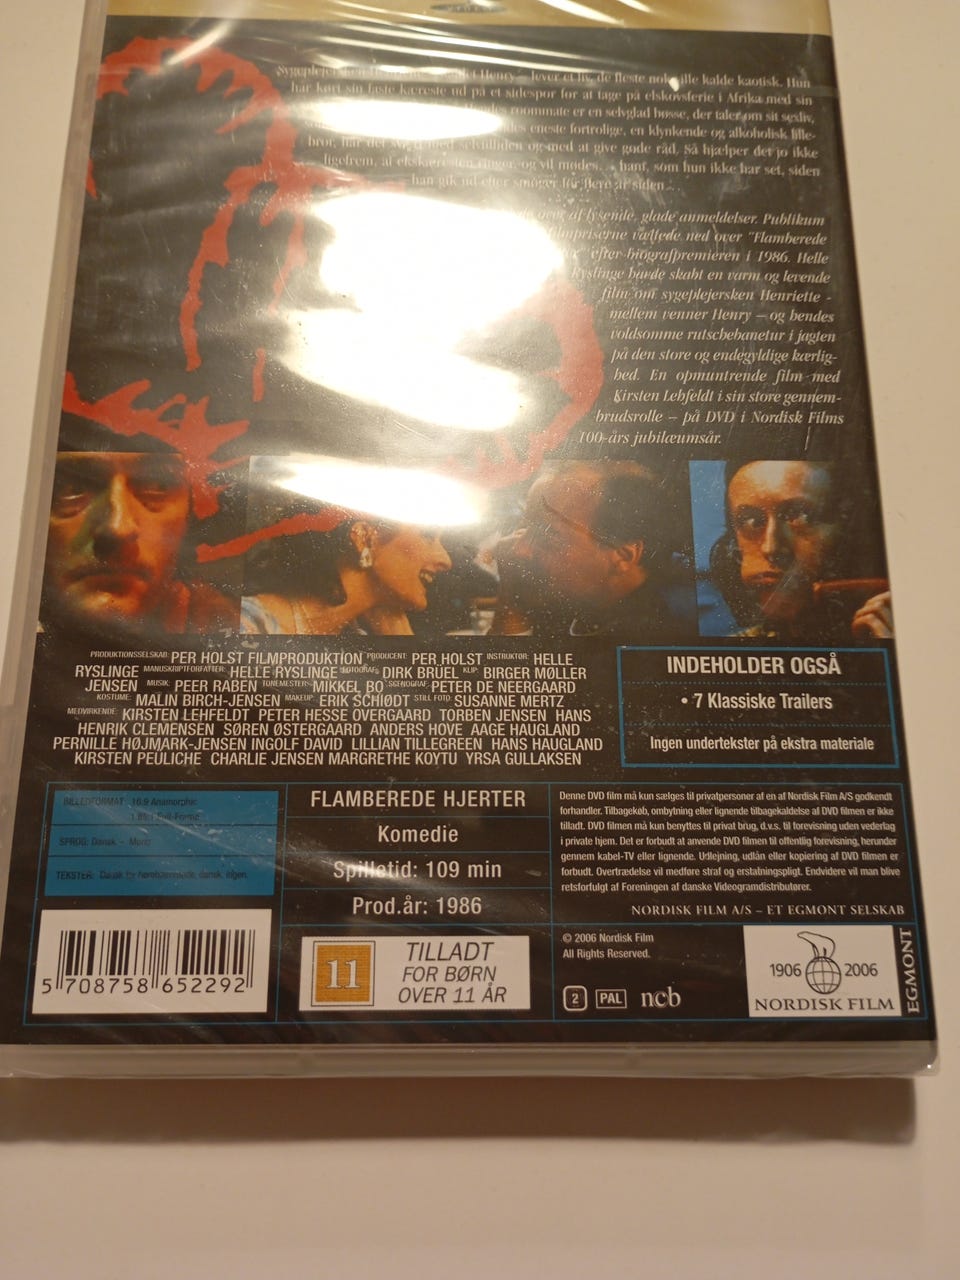 Henry – lever et liv, de fleste nok ville kalde kaotisk. Hun
har kørt sin faste kæreste ud på et sidespor for at tage på elskovsferie i Afrika med sin
roommate er en selvglad bøsse, der taler om sit sexliv,
eneste fortrolige, en klynkende og alkoholisk lille-
bror, har det svært med selvtilliden og med at give gode råd. Så hjælper det jo ikke
ligefrem, at ekskæresten ringer og vil mødes... ham, som hun ikke har set, siden
han gik ud efter smøger for flere år siden...
af lysende, glade anmeldelser. Publikum
filmpriserne væltede ned over "Flamberede
efter biografpremieren i 1986. Helle
Ryslinge havde skabt en varm og levende
film om sygeplejersken Henriette -
mellem venner Henry – og hendes
voldsomme rutschebanetur i jagten
på den store og endegyldige kærlig-
hed. En opmuntrende film med
Kirsten Lehfeldt i sin store gennem-
brudsrolle – på DVD i Nordisk Films
100-års jubilæumsår.
PRODUKTIONSSELSKAB: PER HOLST FILMPRODUKTION PRODUCENT: PER HOLST INSTRUKTØR: HELLE
RYSLINGE MANUSKRIPTFORFATTER: HELLE RYSLINGE FOTOGRAF: DIRK BRÜEL KLIP: BIRGER MØLLER
JENSEN MUSIK: PEER RABEN TONEMESTER: MIKKEL BO SCENOGRAF: PETER DE NEERGAARD
KOSTUME: MALIN BIRCH-JENSEN MAKEUP: ERIK SCHIØDT STILL FOTO: SUSANNE MERTZ
MEDVIRKENDE: KIRSTEN LEHFELDT PETER HESSE OVERGAARD TORBEN JENSEN HANS
HENRIK CLEMENSEN SØREN ØSTERGAARD ANDERS HOVE AAGE HAUGLAND
PERNILLE HØJMARK-JENSEN INGOLF DAVID LILLIAN TILLEGREEN HANS HAUGLAND
KIRSTEN PEULICHE CHARLIE JENSEN MARGRETHE KOYTU YRSA GULLAKSEN
INDEHOLDER OGSÅ
• 7 Klassiske Trailers
Ingen undertekster på ekstra materiale
BILLEDFORMAT: 16:9 Anamorphic
SPROG: Dansk - Mono
TEKSTER: Dansk for hørehæmmede, dansk, ingen.
5 708758 652292
FLAMBEREDE HJERTER
Komedie
Spilletid: 109 min
Prod.år: 1986
11
TILLADT
FOR BØRN
OVER 11 ÅR
Denne DVD film må kun sælges til privatpersoner af en af Nordisk Film A/S godkendt
forhandler. Tilbagekøb, ombytning eller lignende tilbagekaldelse af DVD filmen er ikke
tilladt. DVD filmen må kun benyttes til privat brug, d.v.s. til forevisning uden vederlag
i private hjem. Det er forbudt at anvende DVD filmen til offentlig forevisning, herunder
gennem kabel-TV eller lignende. Udlejning, udlån eller kopiering af DVD filmen er
forbudt. Overtrædelse vil medføre straf og erstatningspligt. Endvidere vil man blive
retsforfulgt af Foreningen af danske Videogramdistributører.
NORDISK FILM A/S – ET EGMONT SELSKAB
© 2006 Nordisk Film
All Rights Reserved.
2 PAL ncb
1906 2006
NORDISK FILM
EGMONT